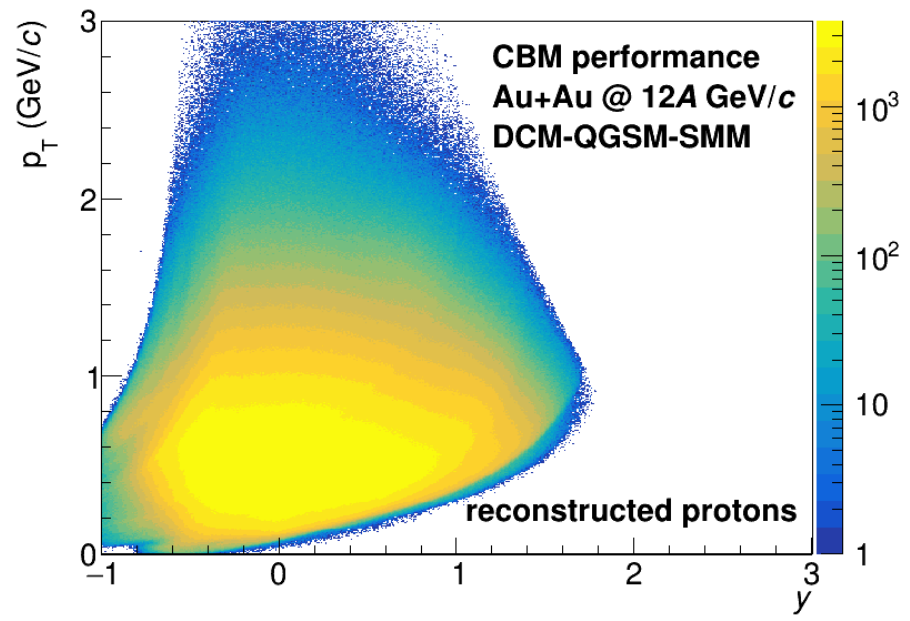 3
CBM performance
Au+Au @ 12A GeV/c
DCM-QGSM-SMM
p_T (GeV/c)
10³
2
10²
1
10
reconstructed protons
0
1
−1
0
1
2
3
y